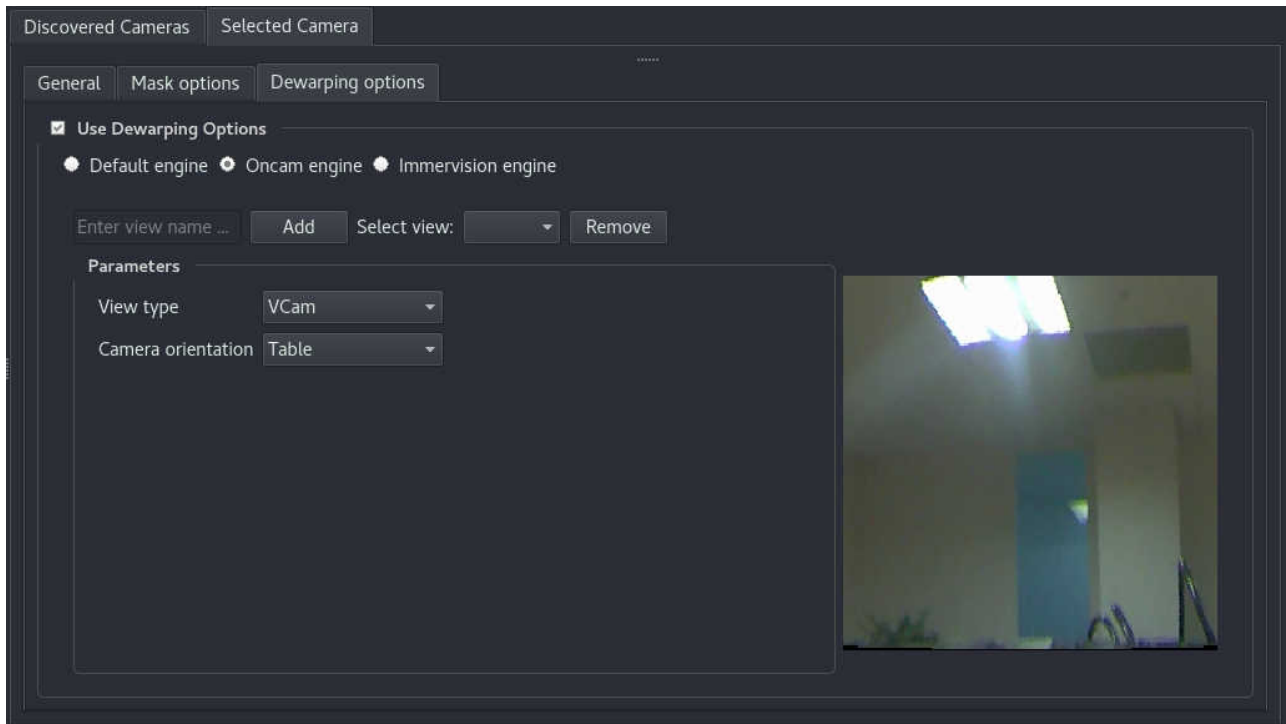 Discovered Cameras Selected Camera
General Mask options Dewarping options
Use Dewarping Options
Default engine Oncam engine Immervision engine
Enter view name ... Add Select view: Remove
Parameters
View type VCam
Camera orientation Table